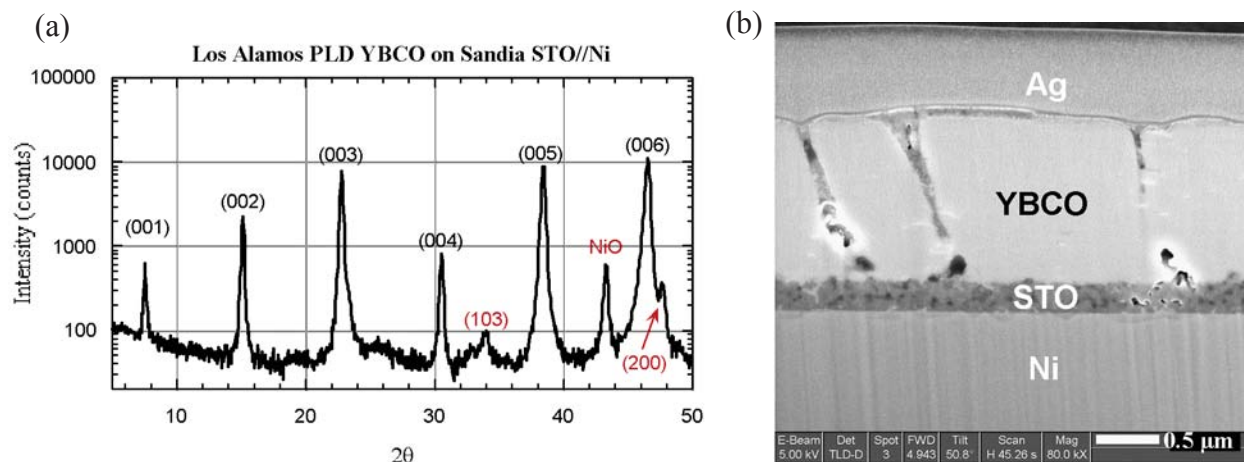 (a)
Los Alamos PLD YBCO on Sandia STO//Ni
Intensity (counts)
100000
10000
1000
100
(001)
(002)
(003)
(004)
(103)
(005)
NiO
(006)
(200)
10
20
30
40
50
2θ
(b)
Ag
YBCO
STO
Ni
E-Beam Det Spot FWD Tilt Scan Mag
5.00 kV TLD-D 3 4.943 50.8° H 45.26 s 80.0 kX
0.5 µm